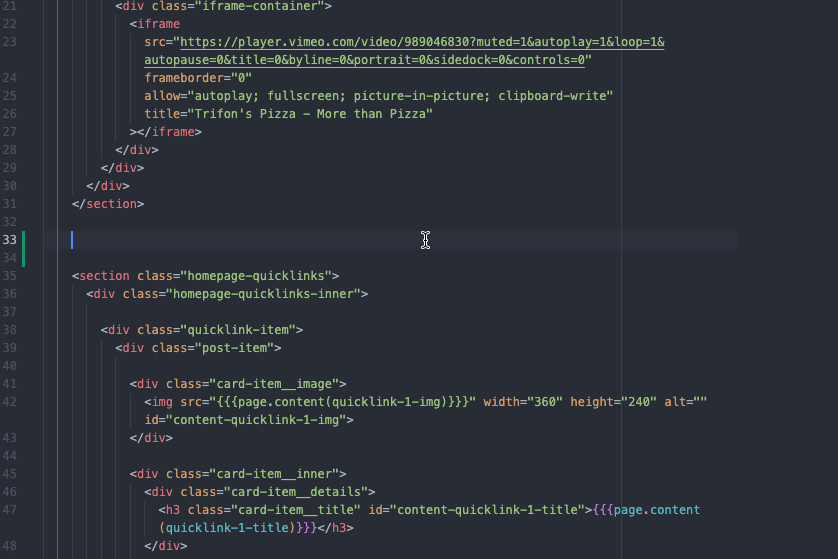 21 <div class="iframe-container">
22 <iframe
23 src="https://player.vimeo.com/video/989046830?muted=1&autoplay=1&loop=1&
autopause=0&title=0&byline=0&portrait=0&sidedock=0&controls=0"
24 frameborder="0"
25 allow="autoplay; fullscreen; picture-in-picture; clipboard-write"
26 title="Trifon's Pizza – More than Pizza"
27 ></iframe>
28 </div>
29 </div>
30 </div>
31 </section>
32
33
34
35 <section class="homepage-quicklinks">
36 <div class="homepage-quicklinks-inner">
37
38 <div class="quicklink-item">
39 <div class="post-item">
40
41 <div class="card-item__image">
42 <img src="{{{page.content(quicklink-1-img)}}}" width="360" height="240" alt=""
id="content-quicklink-1-img">
43 </div>
44
45 <div class="card-item__inner">
46 <div class="card-item__details">
47 <h3 class="card-item__title" id="content-quicklink-1-title">{{{page.content
(quicklink-1-title)}}}</h3>
48 </div>